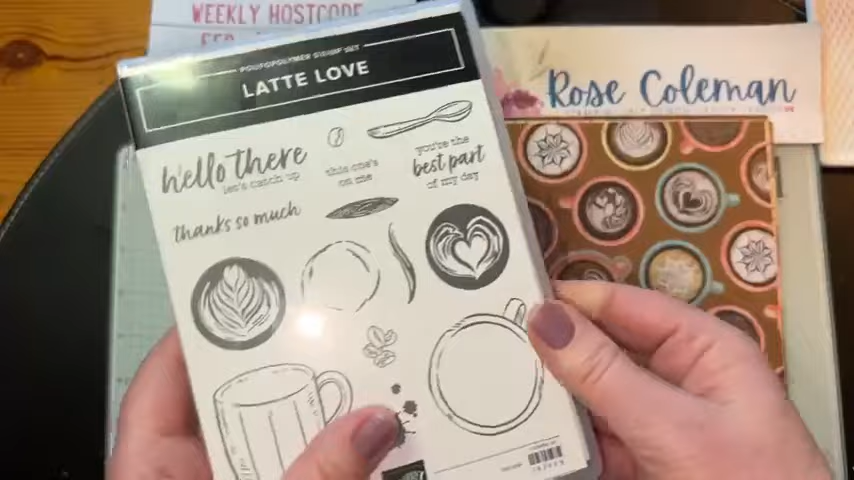 WEEKLY HOSTCODE
PHOTOPOLYMER STAMP SET
LATTE LOVE
Rose Coleman
hello there
let's catch up
this one's
on me
you're the
best part
of my day
thanks so much